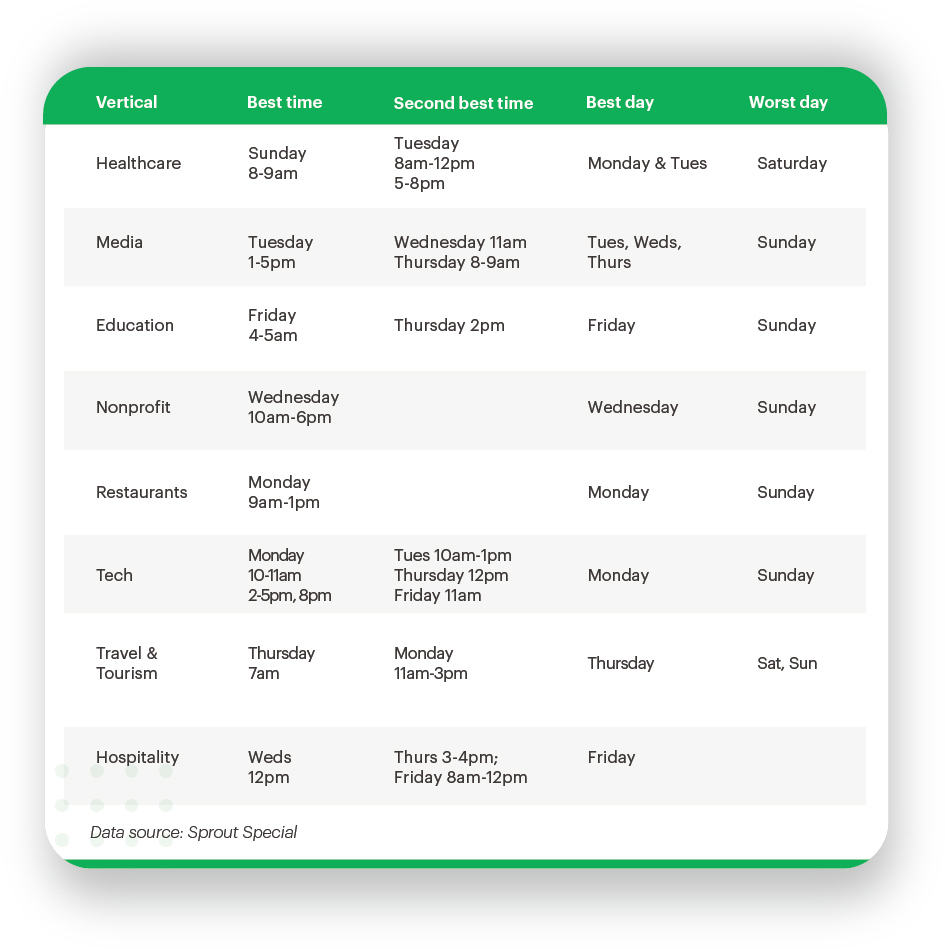 Vertical Best time Second best time Best day Worst day
Healthcare Sunday 8-9am Tuesday 8am-12pm 5-8pm Monday & Tues Saturday
Media Tuesday 1-5pm Wednesday 11am Thursday 8-9am Tues, Weds, Thurs Sunday
Education Friday 4-5am Thursday 2pm Friday Sunday
Nonprofit Wednesday 10am-6pm Wednesday Sunday
Restaurants Monday 9am-1pm Monday Sunday
Tech Monday 10-11am 2-5pm, 8pm Tues 10am-1pm Thursday 12pm Friday 11am Monday Sunday
Travel & Tourism Thursday 7am Monday 11am-3pm Thursday Sat, Sun
Hospitality Weds 12pm Thurs 3-4pm; Friday 8am-12pm Friday
Data source: Sprout Special